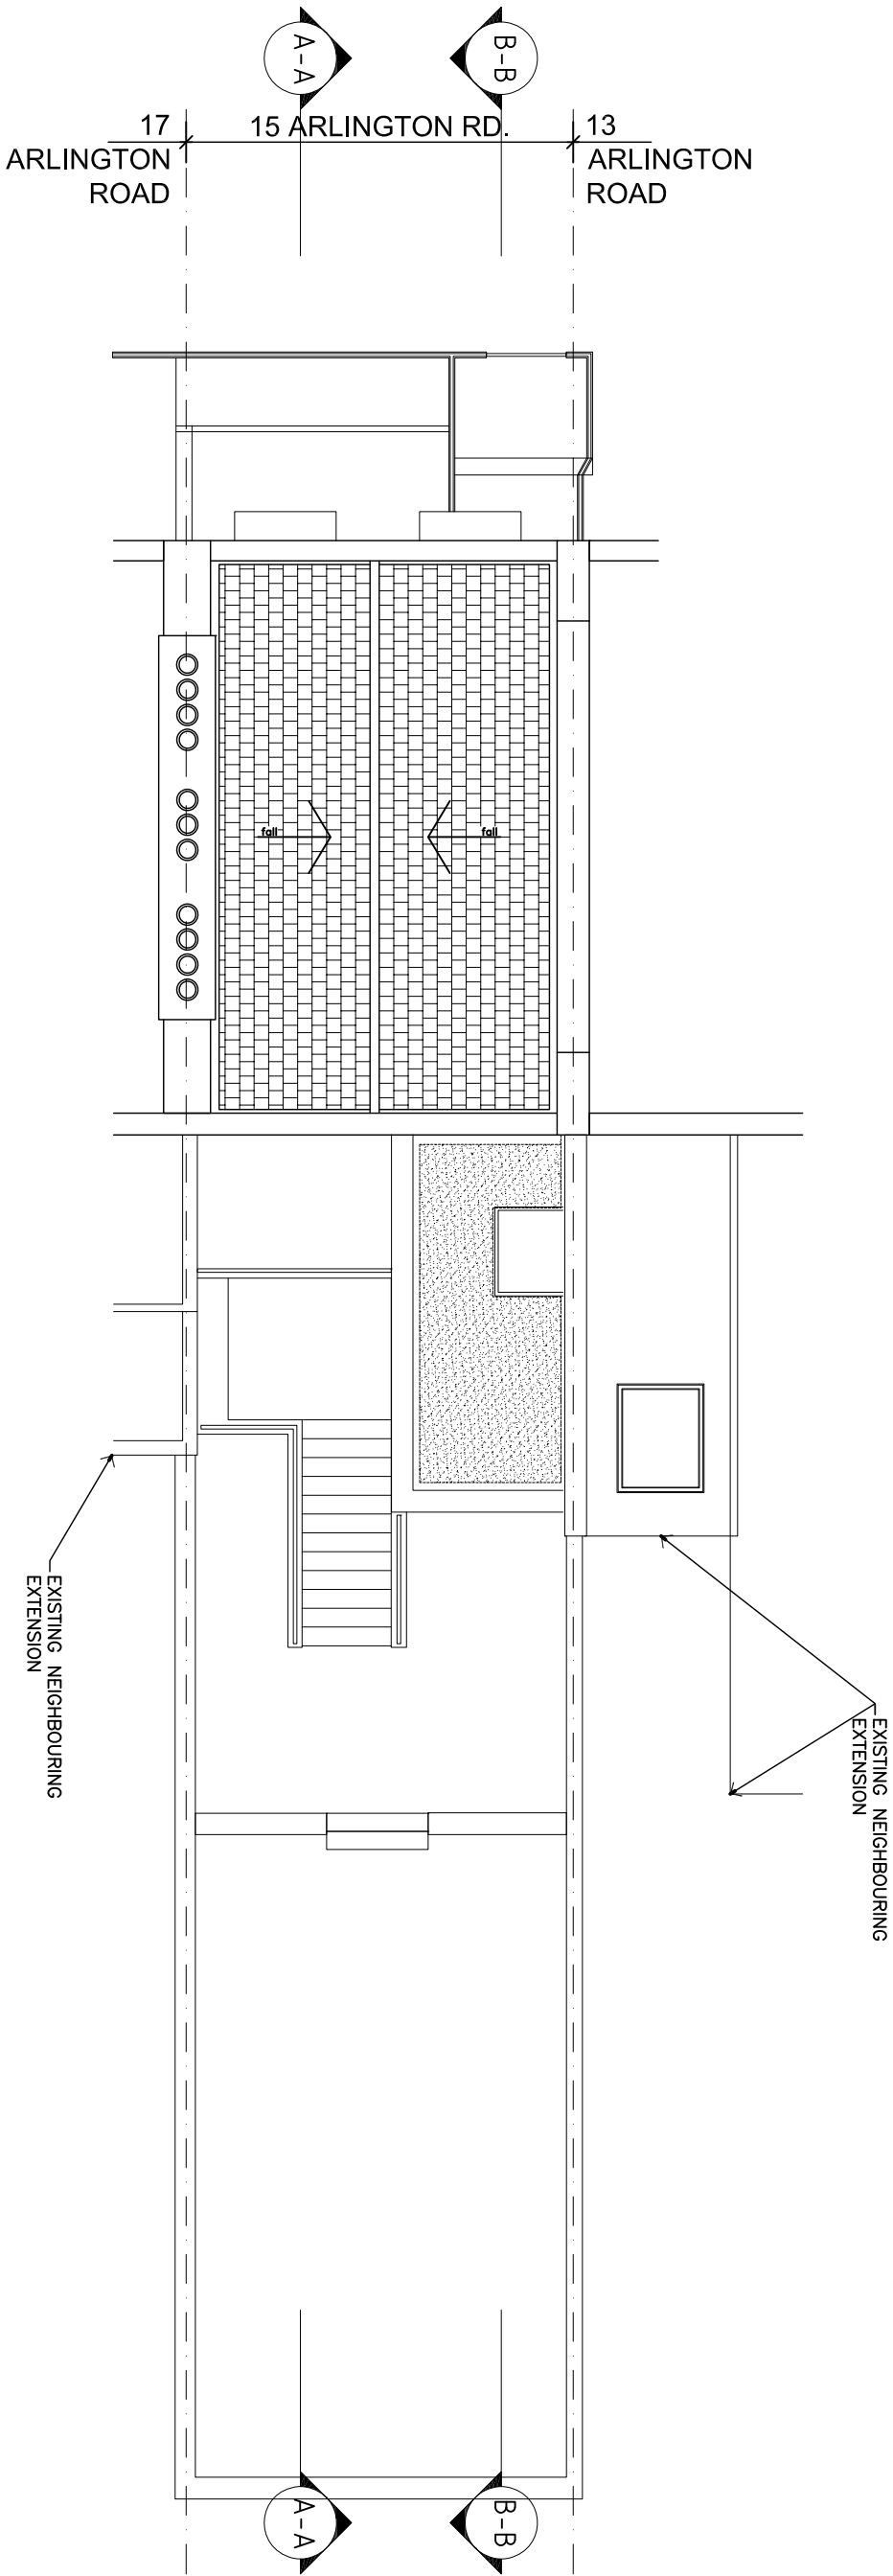 A-A
B-B
17
15 ARLINGTON RD.
13
ARLINGTON
ROAD
ARLINGTON
ROAD
fall
fall
EXISTING NEIGHBOURING
EXTENSION
EXISTING NEIGHBOURING
EXTENSION
A-A
B-B